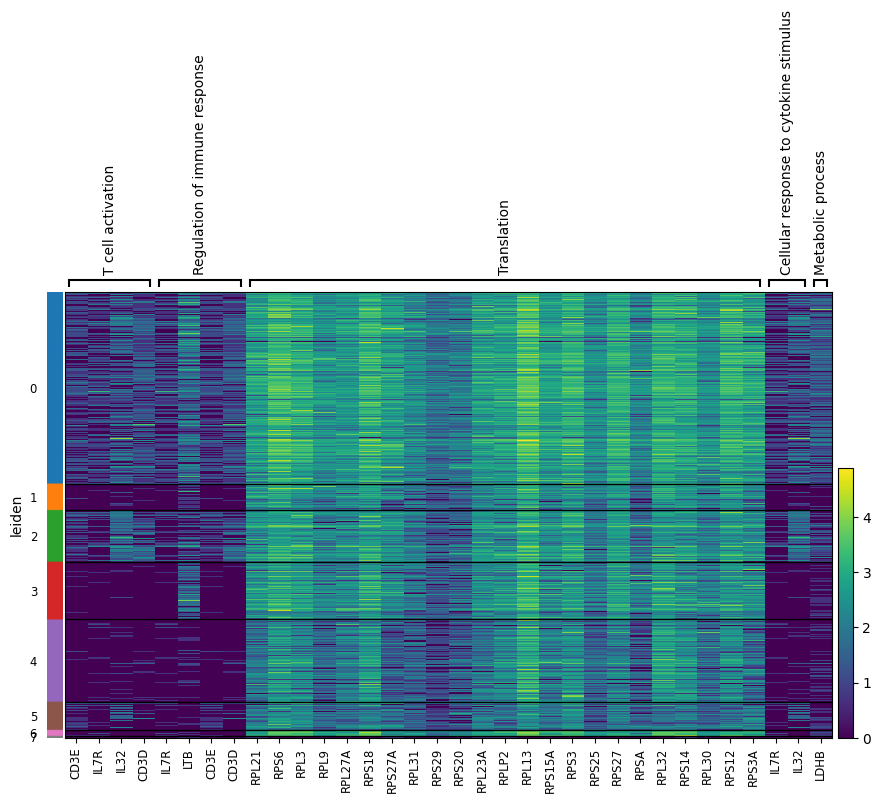 T cell activation
Regulation of immune response
Translation
Cellular response to cytokine stimulus
Metabolic process
leiden
0
1
2
3
4
5
6
7
4
3
2
1
0
CD3E
IL7R
IL32
CD3D
IL7R
LTB
CD3E
CD3D
RPL21
RPS6
RPL3
RPL9
RPL27A
RPS18
RPS27A
RPL31
RPS29
RPS20
RPL23A
RPLP2
RPL13
RPS15A
RPS3
RPS25
RPS27
RPSA
RPL32
RPS14
RPL30
RPS12
RPS3A
IL7R
IL32
LDHB